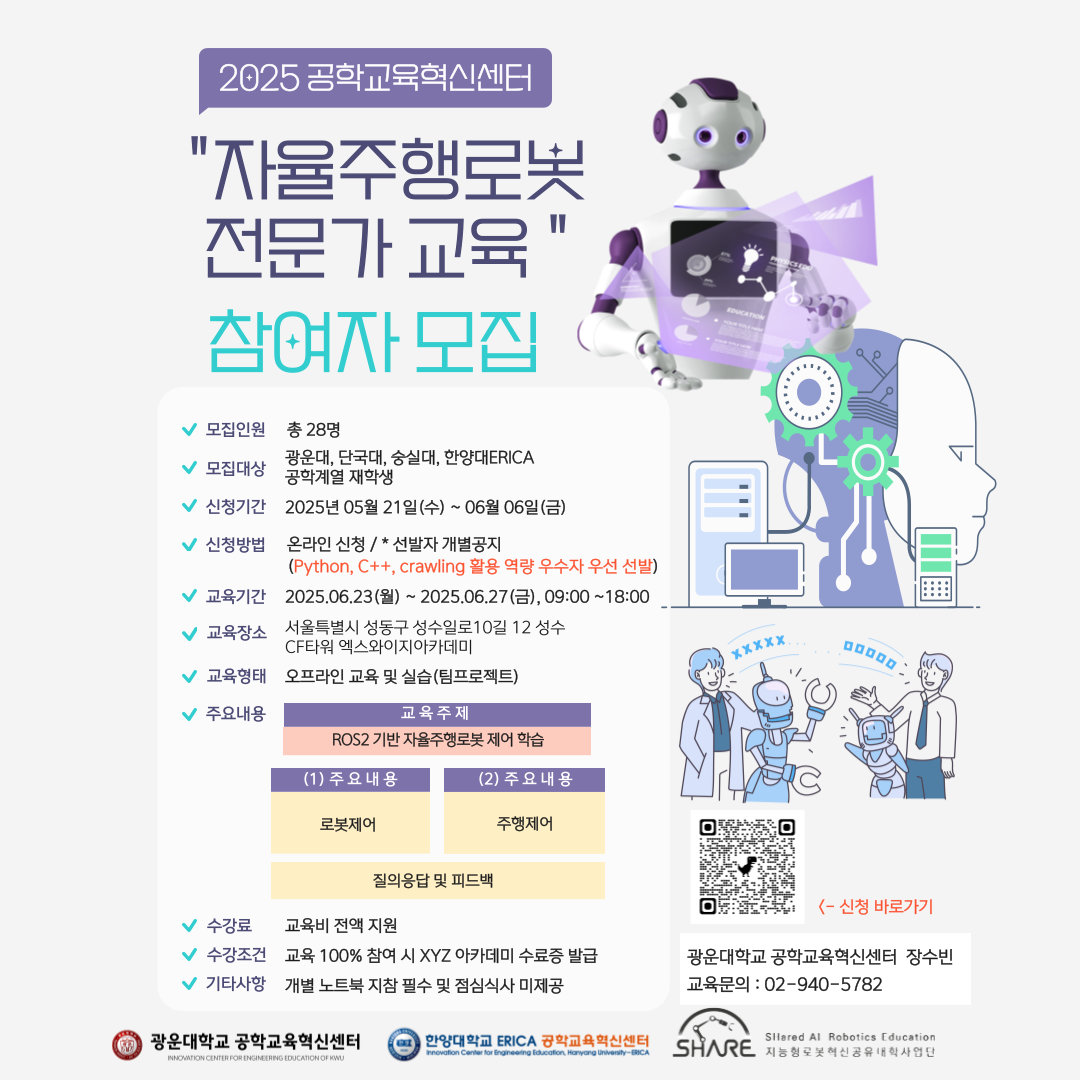 2025 공학교육혁신센터
"자율주행로봇
전문가 교육 "
참여자 모집
PHYSICS EDU
EDUCATION
YOUR TITLE HERE
YOUR TITLE HERE
모집인원 총 28명
모집대상 광운대, 단국대, 숭실대, 한양대ERICA
공학계열 재학생
신청기간 2025년 05월 21일(수) ~ 06월 06일(금)
신청방법 온라인 신청 / * 선발자 개별공지
(Python, C++, crawling 활용 역량 우수자 우선 선발)
교육기간 2025.06.23(월) ~ 2025.06.27(금), 09:00 ~18:00
교육장소 서울특별시 성동구 성수일로10길 12 성수
CF타워 엑스와이지아카데미
교육형태 오프라인 교육 및 실습(팀프로젝트)
주요내용 교육주제
ROS2 기반 자율주행로봇 제어 학습
(1) 주요내용 (2) 주요내용
로봇제어 주행제어
질의응답 및 피드백
수강료 교육비 전액 지원
수강조건 교육 100% 참여 시 XYZ 아카데미 수료증 발급
기타사항 개별 노트북 지참 필수 및 점심식사 미제공
XXXXX
OOOOO
<- 신청 바로가기
광운대학교 공학교육혁신센터 장수빈
교육문의 : 02-940-5782
광운대학교 공학교육혁신센터
INNOVATION CENTER FOR ENGINEERING EDUCATION OF KWU
한양대학교 ERICA 공학교육혁신센터
Innovation Center for Engineering Education, Hanyang University-ERICA
SHARE
SHared AI Robotics Education
지능형로봇혁신공유대학사업단